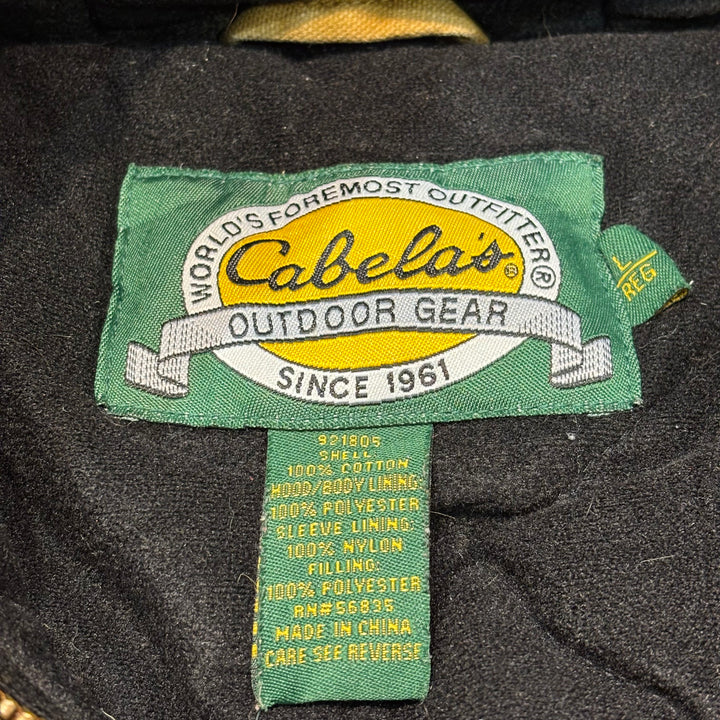 WORLD'S FOREMOST OUTFITTER®
Cabela's®
OUTDOOR GEAR
SINCE 1961
L
REG
921805
SHELL
100% COTTON
HOOD/BODY LINING
100% POLYESTER
SLEEVE LINING:
100% NYLON
FILLING:
100% POLYESTER
RN#56835
MADE IN CHINA
CARE SEE REVERSE